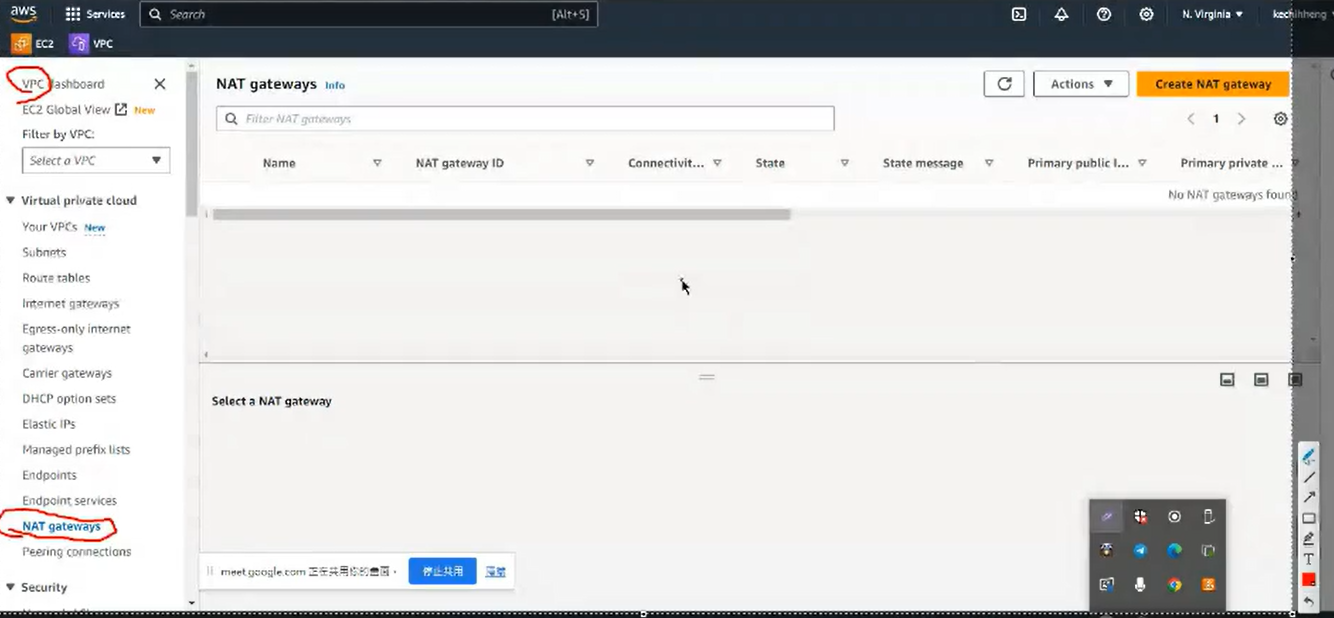 aws
Services
Search
[Alt+S]
N. Virginia
kechihheng
EC2
VPC
VPC dashboard
EC2 Global View New
Filter by VPC:
Select a VPC
Virtual private cloud
Your VPCs New
Subnets
Route tables
Internet gateways
Egress-only internet
gateways
Carrier gateways
DHCP option sets
Elastic IPs
Managed prefix lists
Endpoints
Endpoint services
NAT gateways
Peering connections
Security
NAT gateways Info
Actions
Create NAT gateway
Filter NAT gateways
1
Name
NAT gateway ID
Connectivit...
State
State message
Primary public I...
Primary private ...
No NAT gateways found
Select a NAT gateway
meet.google.com 正在共用你的畫面。
停止共用
隱藏
T